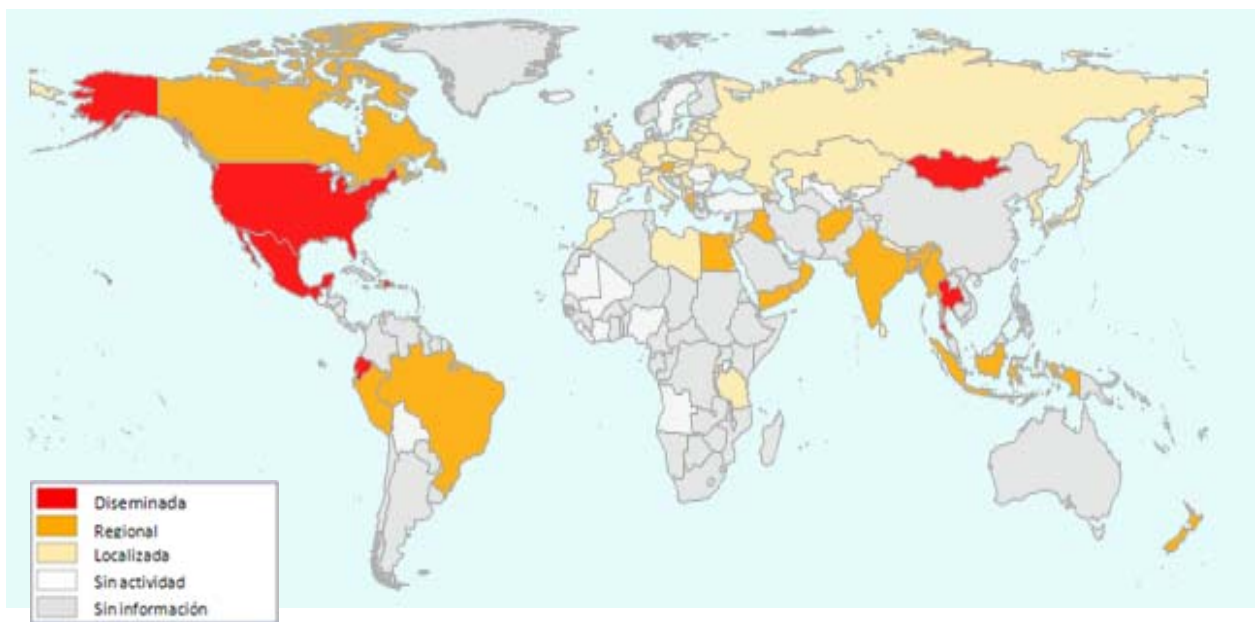 Diseminada
Regional
Localizada
Sin actividad
Sin información